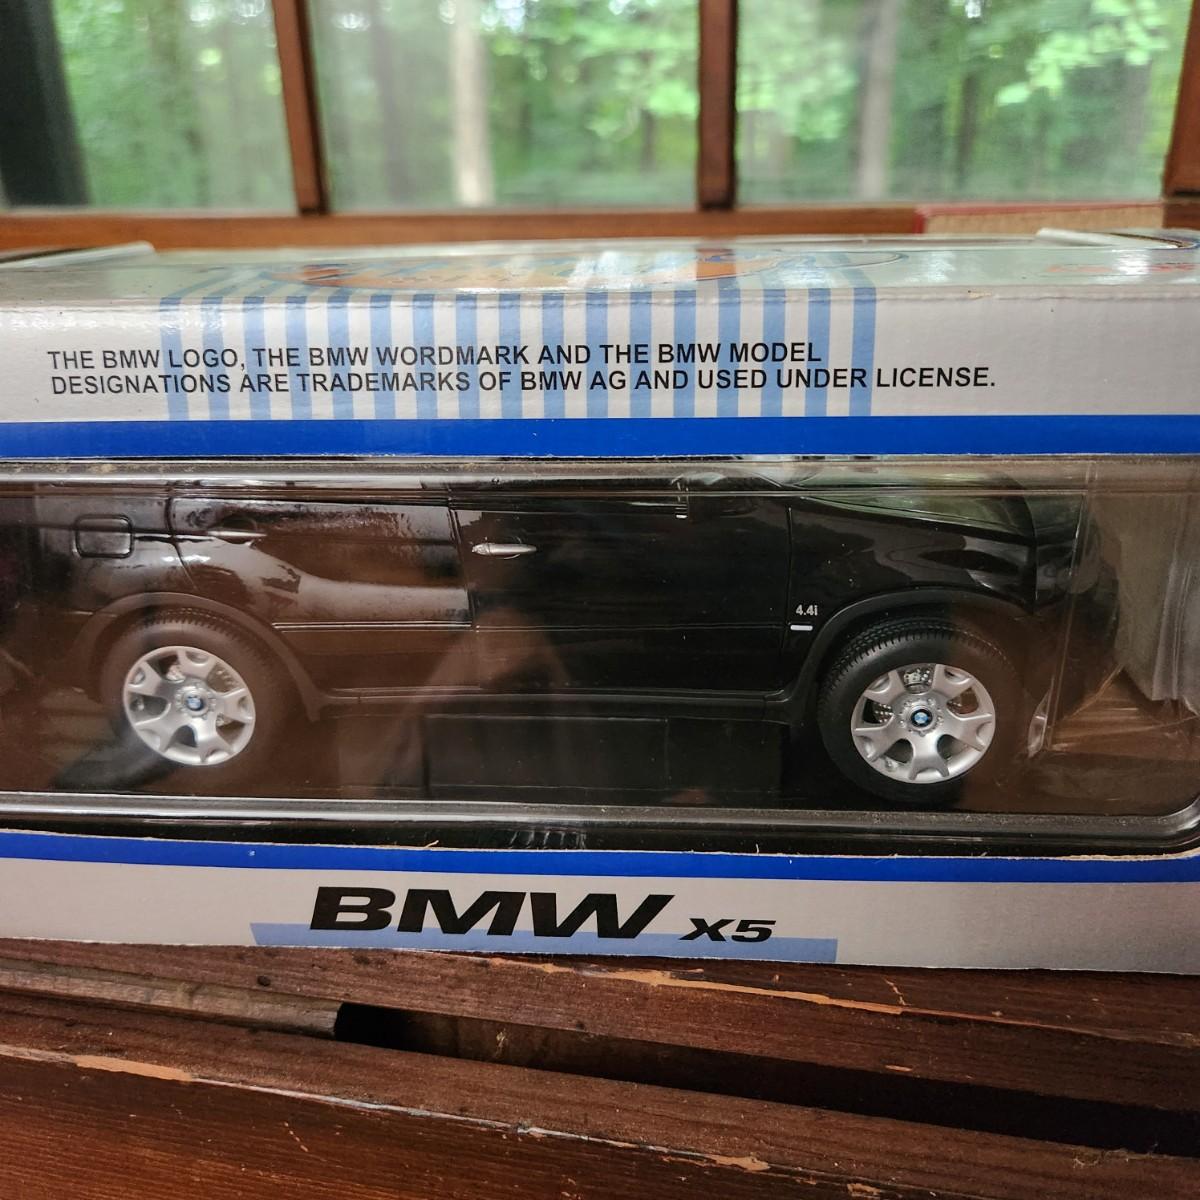 THE BMW LOGO, THE BMW WORDMARK AND THE BMW MODEL
DESIGNATIONS ARE TRADEMARKS OF BMW AG AND USED UNDER LICENSE.
4.4i
BMW X5